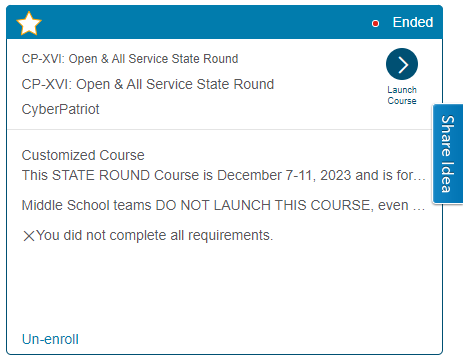 Ended
CP-XVI: Open & All Service State Round
CP-XVI: Open & All Service State Round
CyberPatriot
Launch
Course
Share Idea
Customized Course
This STATE ROUND Course is December 7-11, 2023 and is for...
Middle School teams DO NOT LAUNCH THIS COURSE, even ...
You did not complete all requirements.
Un-enroll